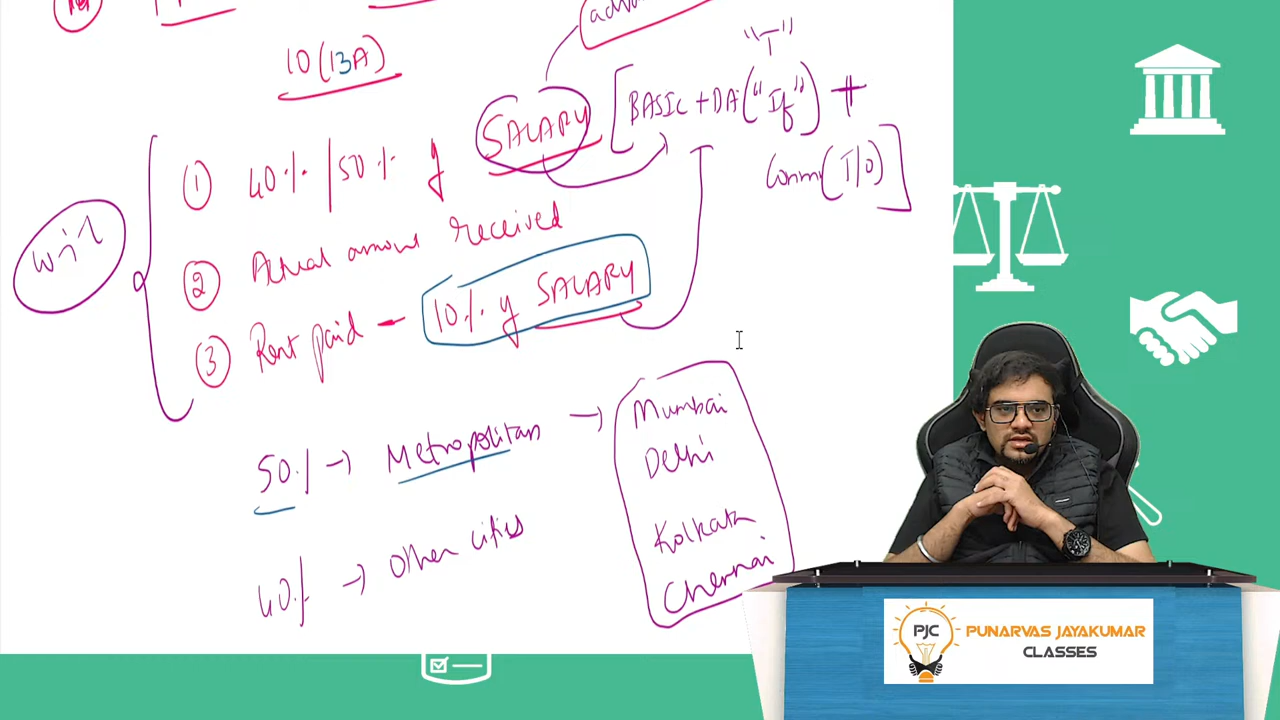 "T"
10(13A)
SALARY [BASIC + DA("If") +
Comm(T/O)]
① 40% / 50% of
w-i-L
② Actual amount received
③ Rent paid - 10% of SALARY
50% → Metropolitan → Mumbai
Delhi
Kolkata
Chennai
40% → Other cities
PJC PUNARVAS JAYAKUMAR
CLASSES